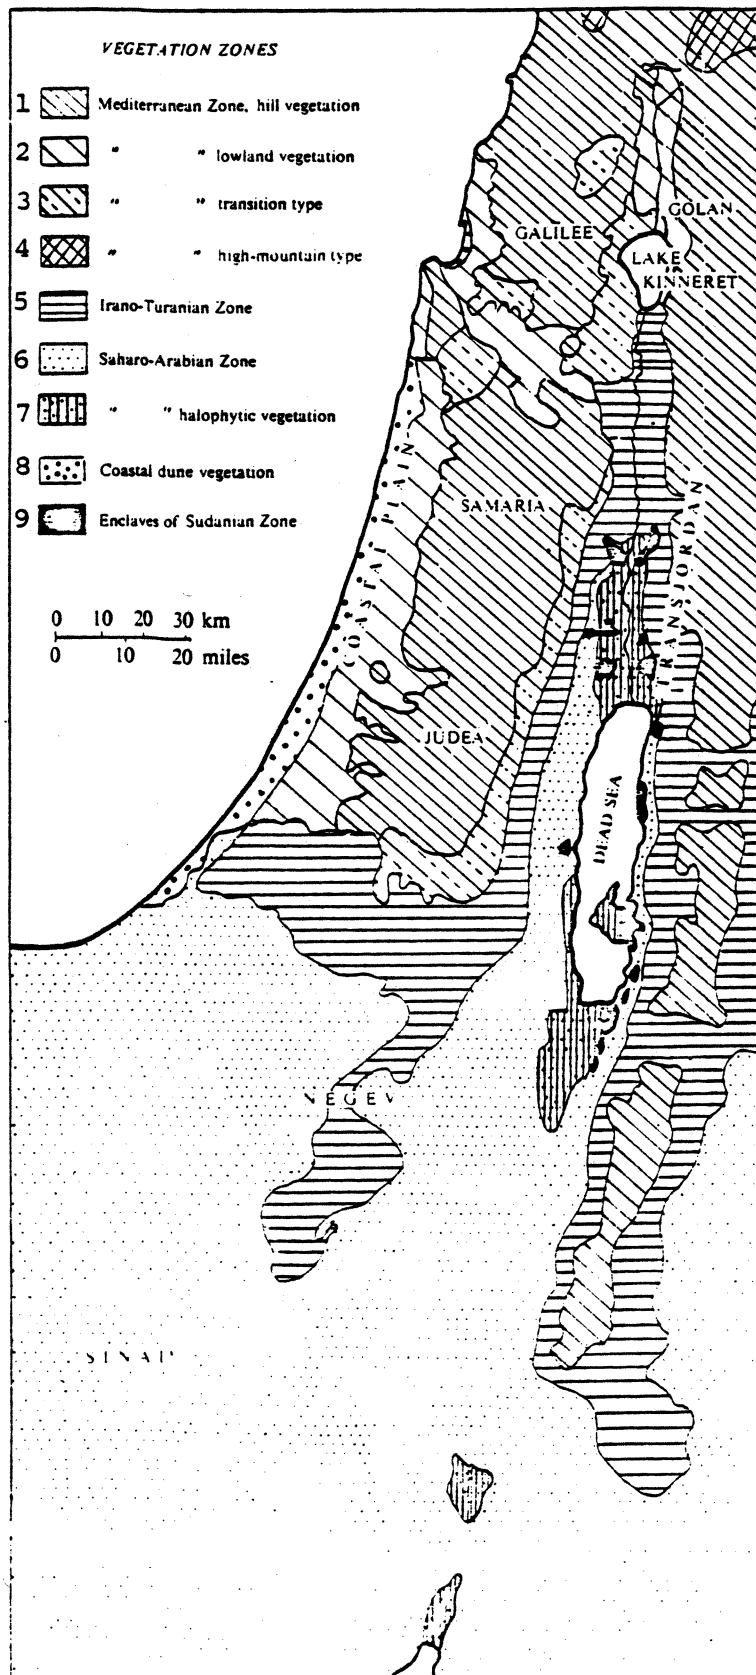 VEGETATION ZONES
1 Mediterranean Zone, hill vegetation
2 " " lowland vegetation
3 " " transition type
4 " " high-mountain type
5 Irano-Turanian Zone
6 Saharo-Arabian Zone
7 " " halophytic vegetation
8 Coastal dune vegetation
9 Enclaves of Sudanian Zone
0 10 20 30 km
0 10 20 miles
GALILEE
GOLAN
LAKE
KINNERET
COASTAL PLAIN
SAMARIA
TRANSJORDAN
JUDEA
DEAD SEA
NEGEV
SINAI